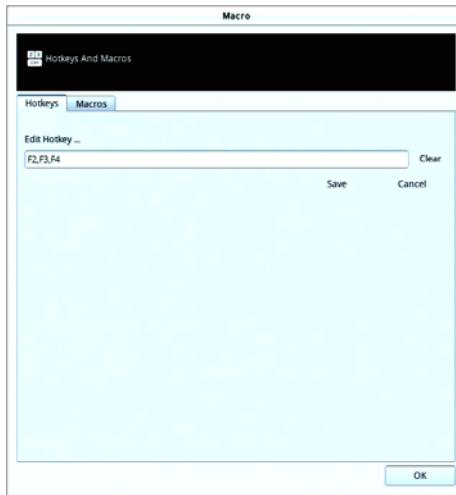 Macro
Hotkeys And Macros
Hotkeys Macros
Edit Hotkey ...
F2,F3,F4 Clear
Save Cancel
OK